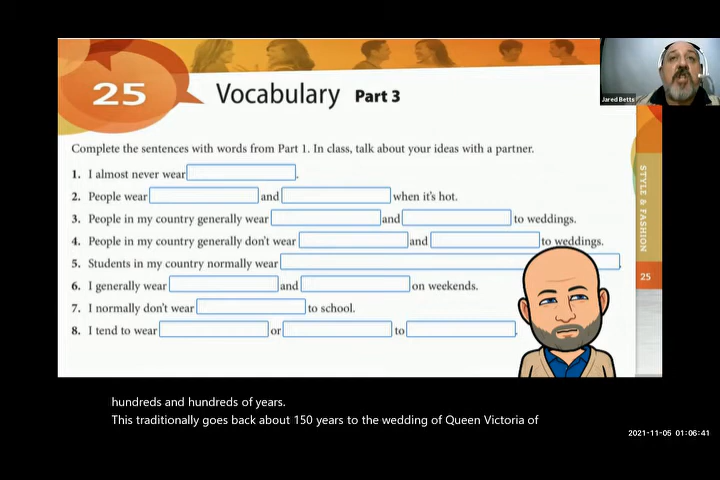 Jared Betts
25 Vocabulary Part 3
Complete the sentences with words from Part 1. In class, talk about your ideas with a partner.
1. I almost never wear .
2. People wear and when it's hot.
3. People in my country generally wear and to weddings.
4. People in my country generally don't wear and to weddings.
5. Students in my country normally wear .
6. I generally wear and on weekends.
7. I normally don't wear to school.
8. I tend to wear or to .
STYLE & FASHION
25
hundreds and hundreds of years.
This traditionally goes back about 150 years to the wedding of Queen Victoria of
2021-11-05 01:06:41